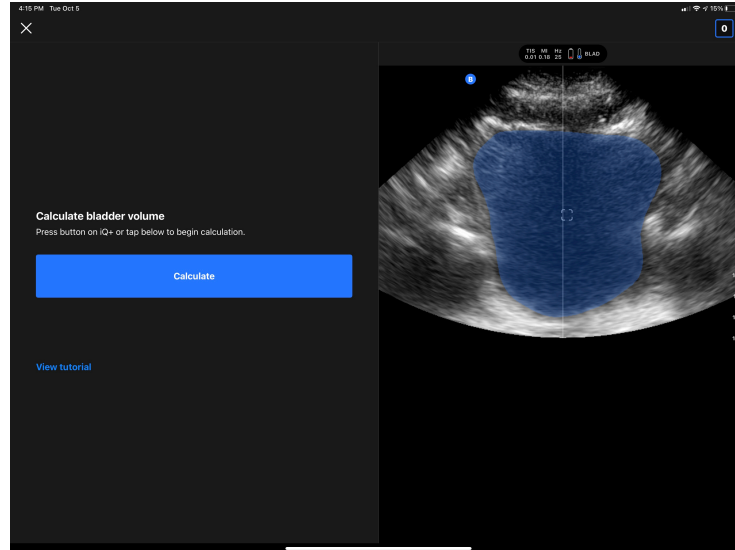 4:15 PM Tue Oct 5
15%
0
TIS MI Hz
0.01 0.18 25 BLAD
B
Calculate bladder volume
Press button on iQ+ or tap below to begin calculation.
Calculate
View tutorial